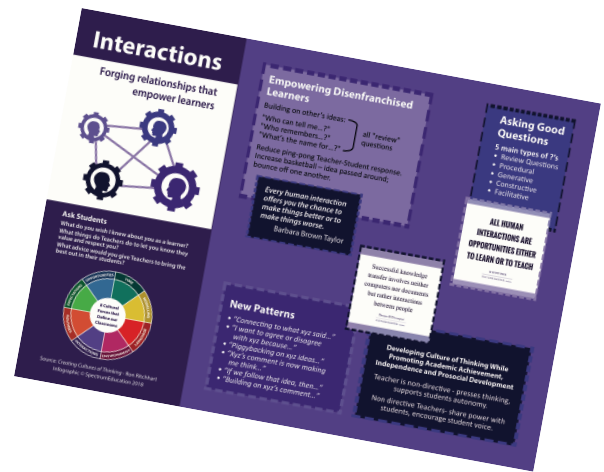 Interactions
Forging relationships that
empower learners
Ask Students
What do you wish I knew about you as a learner?
What things do Teachers do to let you know they
value and respect you?
What advice would you give Teachers to bring the
best out in their students?
OPPORTUNITIES
TIME
INTERACTIONS
ENVIRONMENT
8 Cultural
Forces that
Define our
Classrooms
Source: Creating Cultures of Thinking - Ron Ritchhart
Infographic © SpectrumEducation 2018
Empowering Disenfranchised
Learners
Building on other's ideas:
"Who can tell me...?"
"Who remembers...?"
"What's the name for...?"
all "review"
questions
Reduce ping-pong Teacher-Student response.
Increase basketball – idea passed around;
bounce off one another.
Every human interaction
offers you the chance to
make things better or to
make things worse.
Barbara Brown Taylor
New Patterns
• "Connecting to what xyz said..."
• "I want to agree or disagree
with xyz because..."
• "Piggybacking on xyz ideas..."
• "Xyz's comment is now making
me think..."
• "If we follow that idea, then..."
• "Building on xyz's comment..."
Asking Good
Questions
5 main types of ?'s
• Review Questions
• Procedural
• Generative
• Constructive
• Facilitative
ALL HUMAN
INTERACTIONS ARE
OPPORTUNITIES EITHER
TO LEARN OR TO TEACH
Successful knowledge
transfer involves neither
computers nor documents
but rather interactions
between people
Developing Culture of Thinking While
Promoting Academic Achievement,
Independence and Prosocial Development
Teacher is non-directive - presses thinking,
supports students autonomy.
Non directive Teachers- share power with
students, encourage student voice.